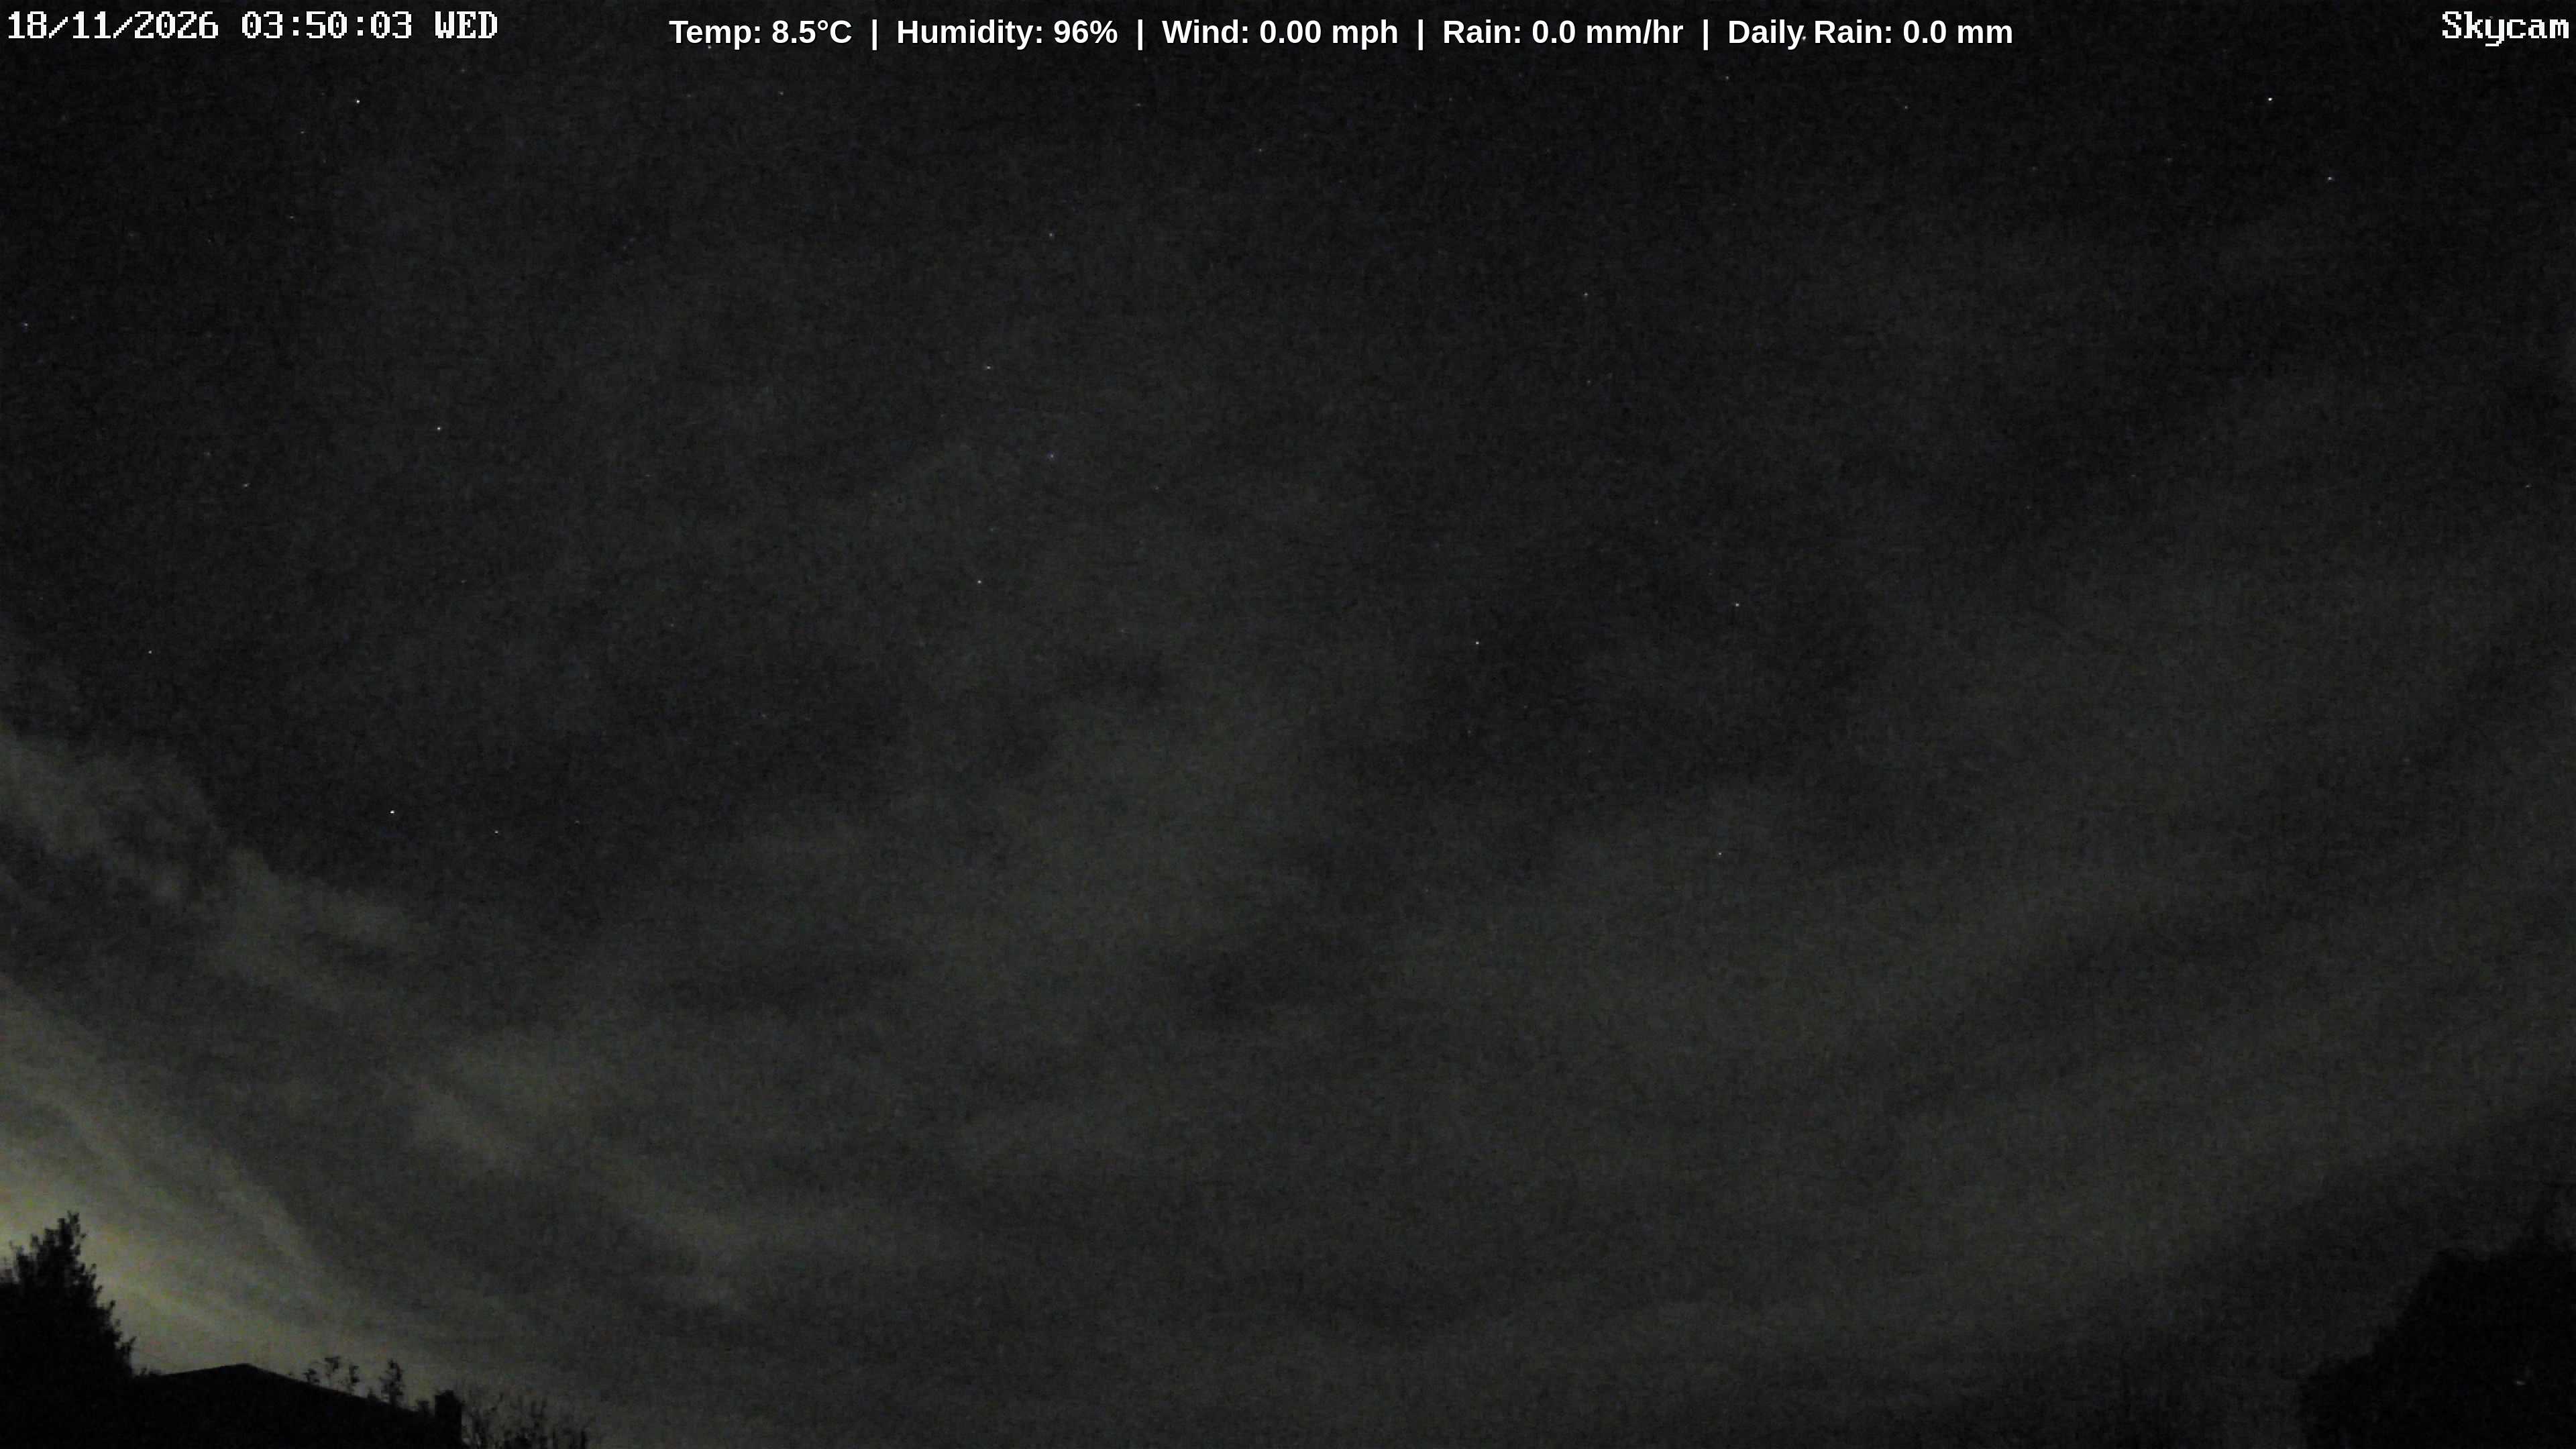 18/11/2026 03:50:03 WED
Temp: 8.5°C | Humidity: 96% | Wind: 0.00 mph | Rain: 0.0 mm/hr | Daily Rain: 0.0 mm
Skycam